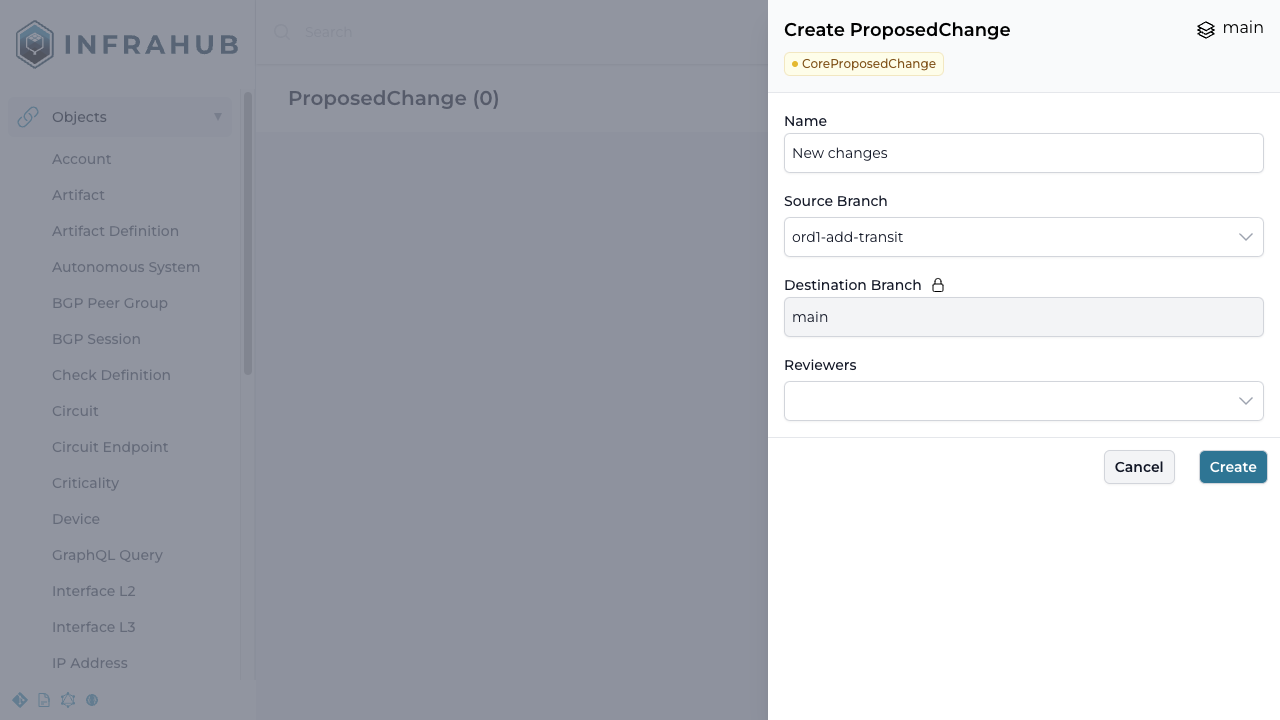 INFRAHUB
Search
Objects
Account
Artifact
Artifact Definition
Autonomous System
BGP Peer Group
BGP Session
Check Definition
Circuit
Circuit Endpoint
Criticality
Device
GraphQL Query
Interface L2
Interface L3
IP Address
ProposedChange (0)
Create ProposedChange
main
CoreProposedChange
Name
New changes
Source Branch
ord1-add-transit
Destination Branch
main
Reviewers
Cancel
Create